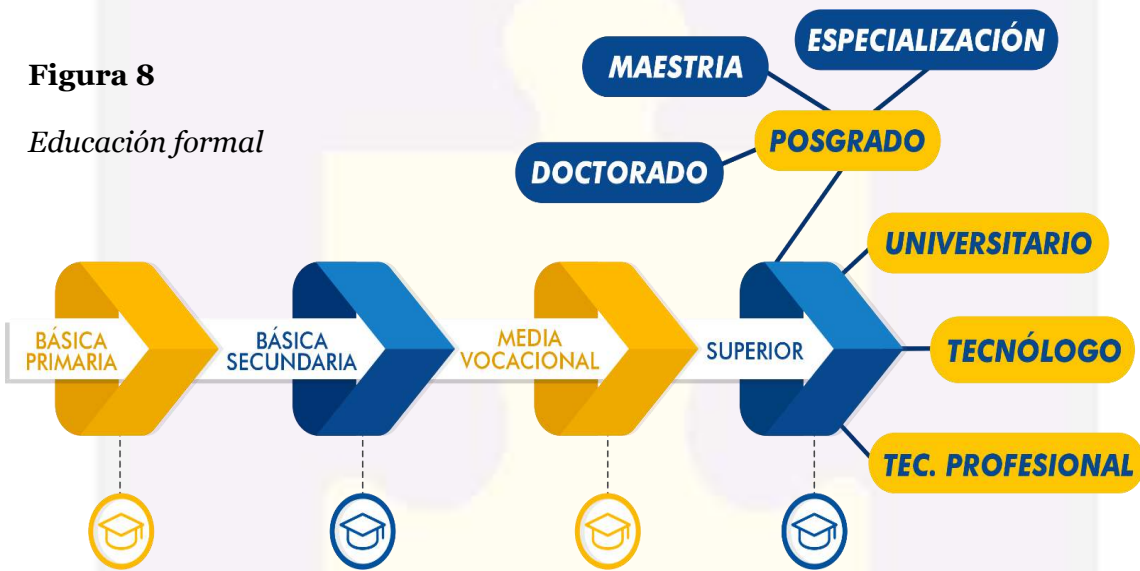 Figura 8
Educación formal
ESPECIALIZACIÓN
MAESTRIA
POSGRADO
DOCTORADO
UNIVERSITARIO
BÁSICA
PRIMARIA
BÁSICA
SECUNDARIA
MEDIA
VOCACIONAL
SUPERIOR
TECNÓLOGO
TEC. PROFESIONAL